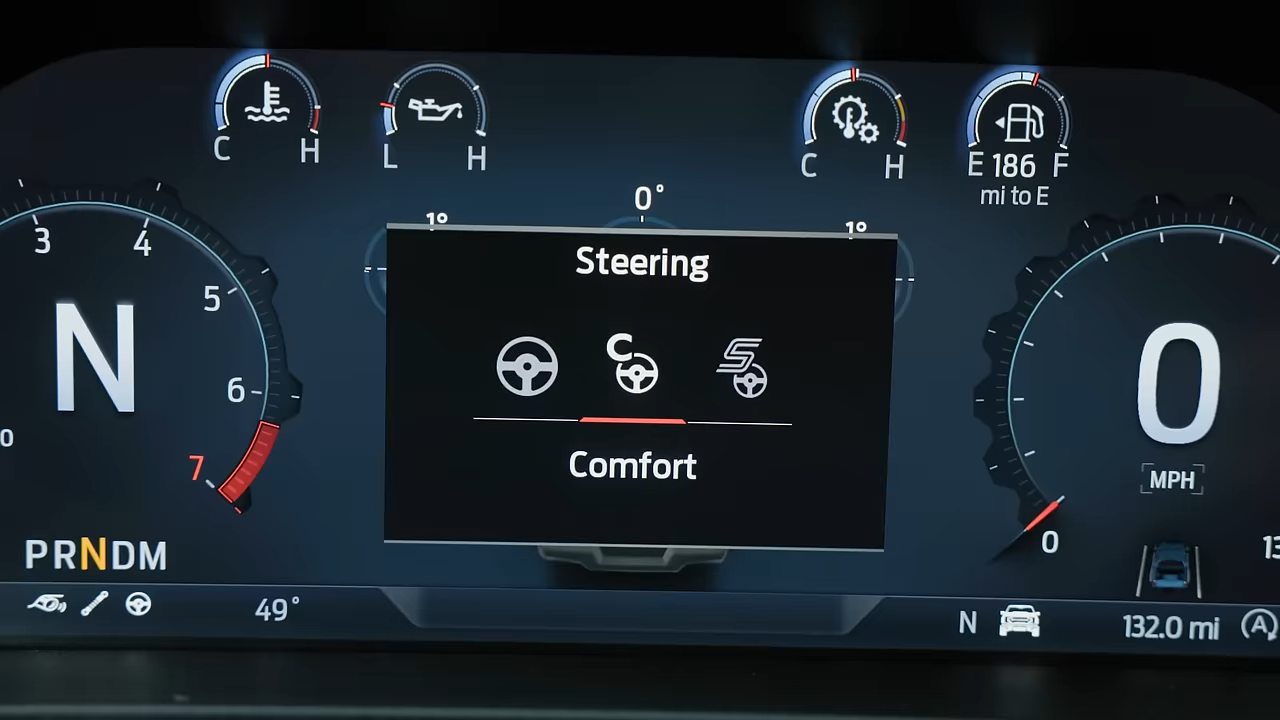 C H
L H
C H
E 186 F
mi to E
0°
1° 1°
3 4 5 6 7
N
Steering
C S
Comfort
0
MPH
0
PRNDM
49°
N
132.0 mi
A